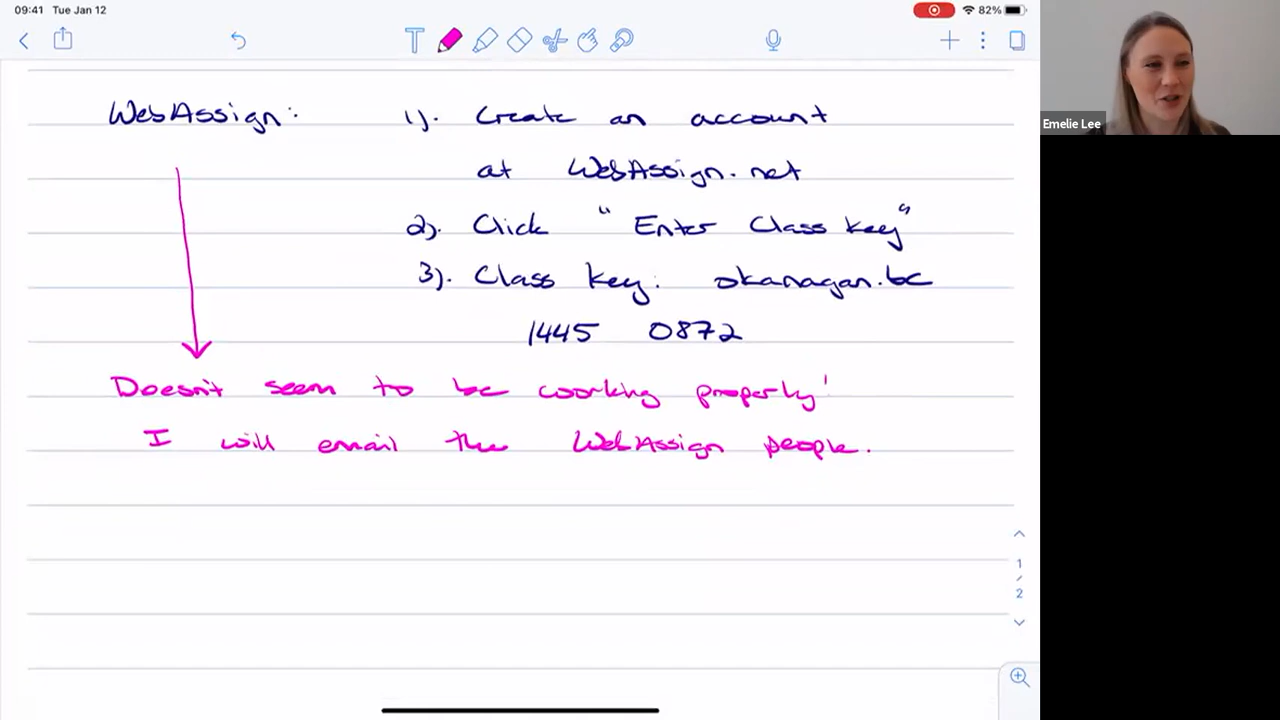 09:41 Tue Jan 12
82%
T
WebAssign: 1). Create an account
at WebAssign.net
2). Click "Enter Class key"
3). Class key: okanagan.bc
1445 0872
Doesn't seem to be working properly!
I will email the WebAssign people.
1
2
Emelie Lee